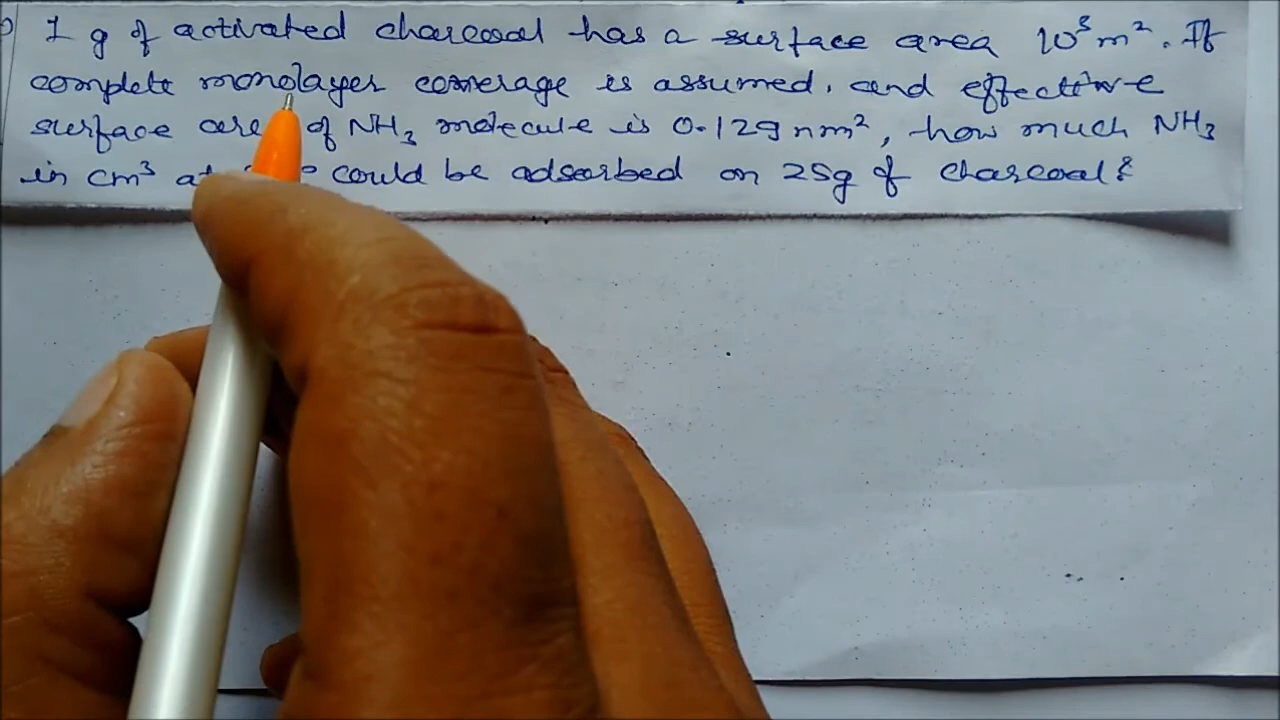 1 g of activated charcoal has a surface area 10³ m². If
complete monolayer coverage is assumed, and effective
surface area of NH₃ molecule is 0.129 nm², how much NH₃
in cm³ at could be adsorbed on 25g of charcoal?